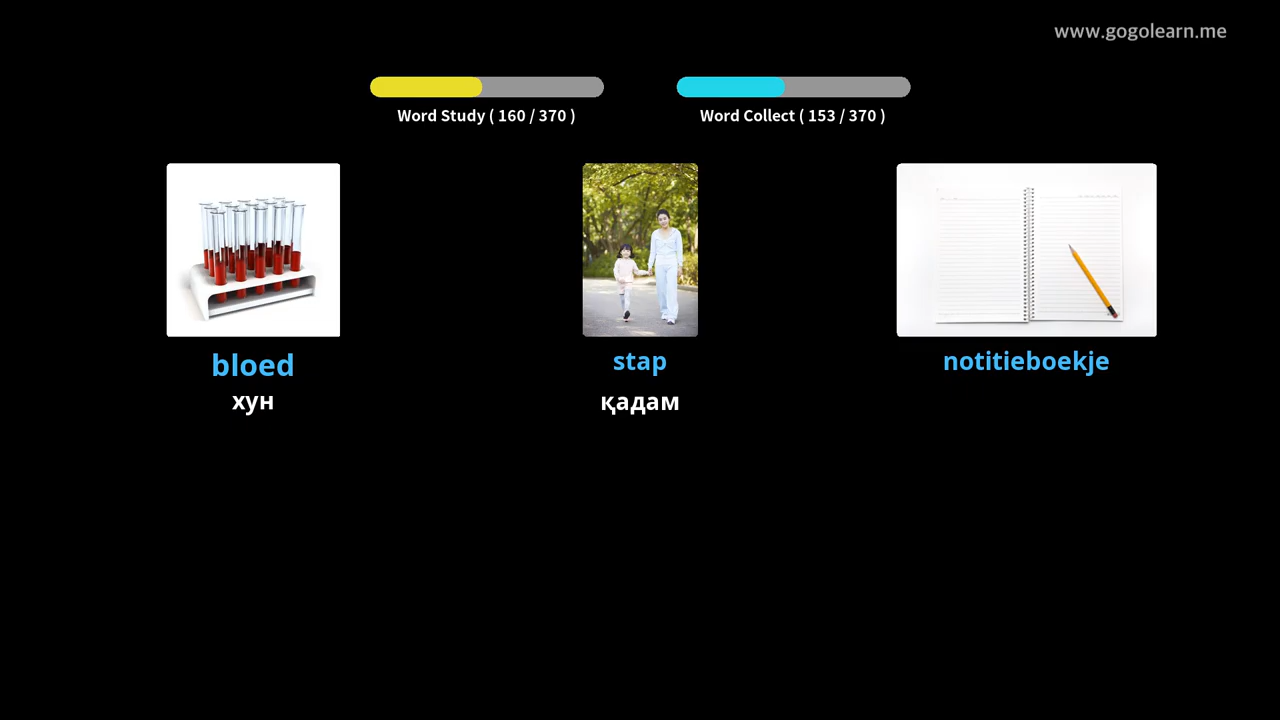 www.gogolearn.me
Word Study ( 160 / 370 )
Word Collect ( 153 / 370 )
bloed
хун
stap
қадам
notitieboekje